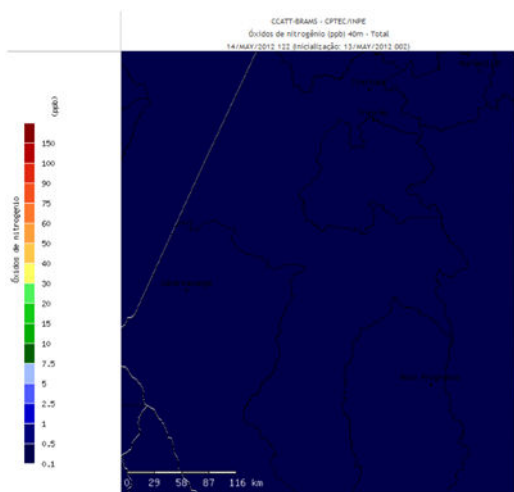 CCATT-BRAMS - CPTEC/INPE
Óxidos de nitrogênio (ppb) 40m - Total
14/MAY/2012 12Z (Inicialização: 13/MAY/2012 00Z)
(ppb)
Óxidos de nitrogenio
150
100
90
75
60
50
40
30
20
15
10
7.5
5
2.5
1
0.5
0.1
0 29 58 87 116 km